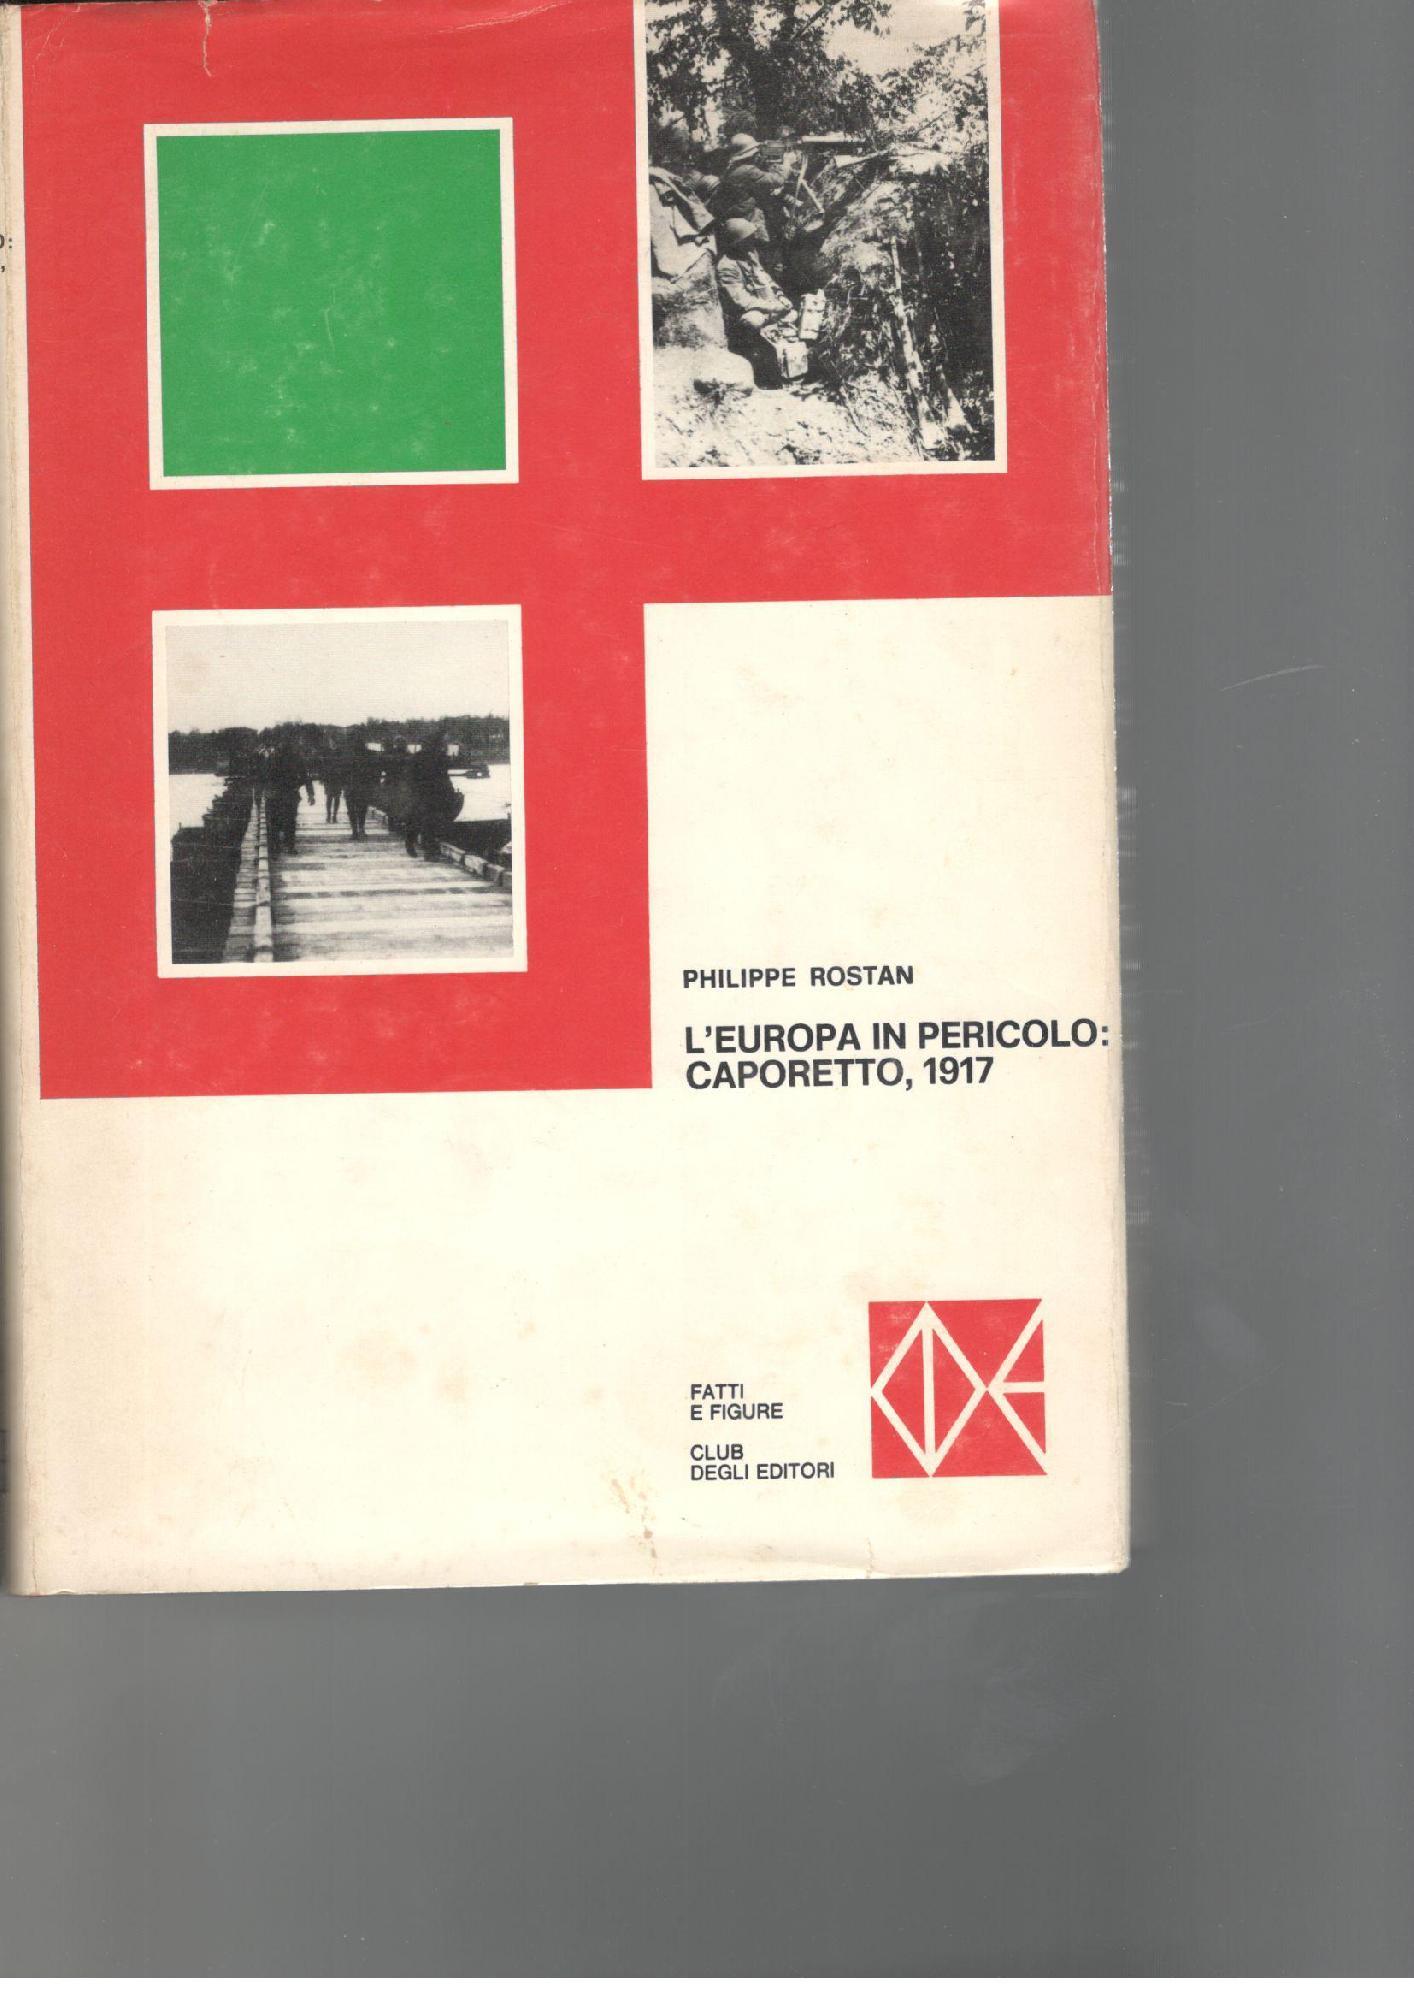 PHILIPPE ROSTAN
L'EUROPA IN PERICOLO:
CAPORETTO, 1917
FATTI
E FIGURE
CLUB
DEGLI EDITORI